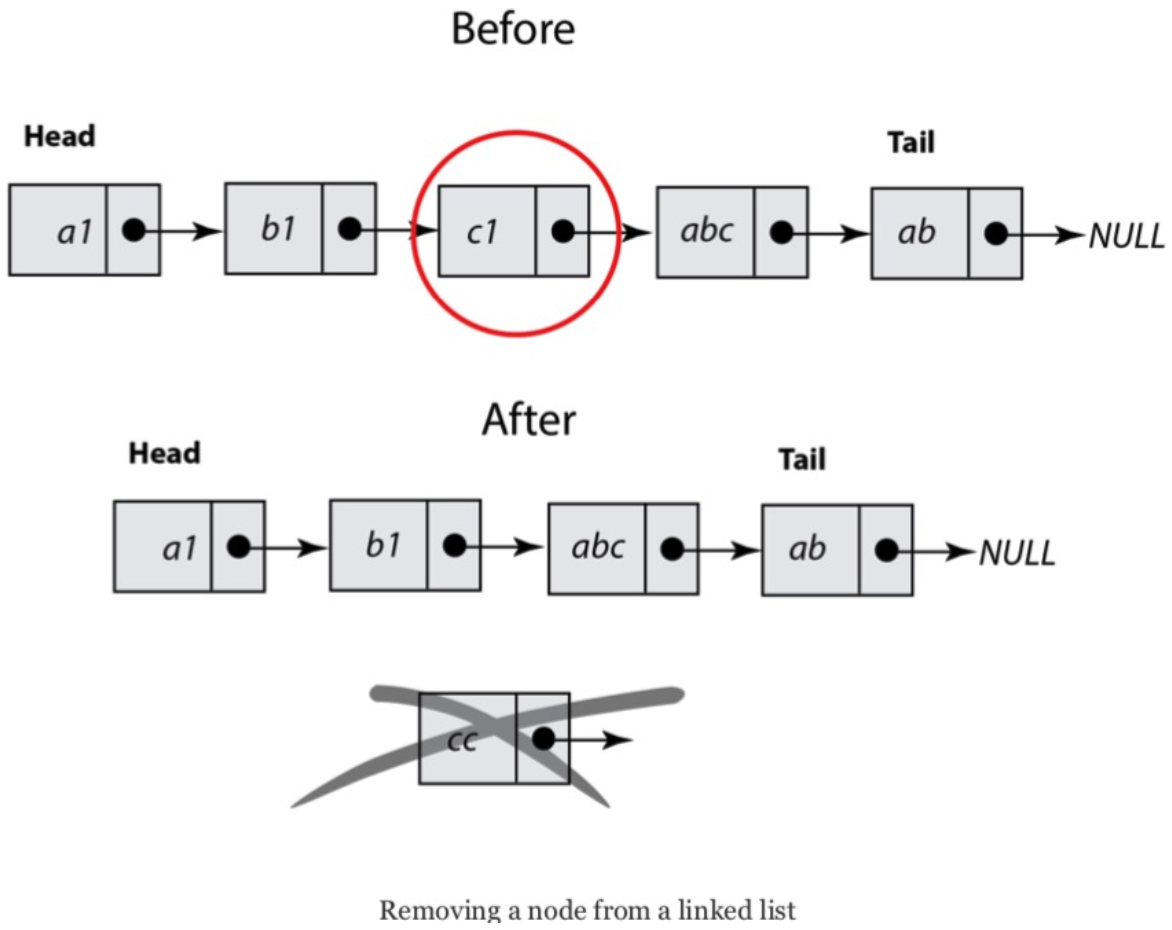 Before
Head Tail
a1 b1 c1 abc ab NULL
After
Head Tail
a1 b1 abc ab NULL
cc
Removing a node from a linked list